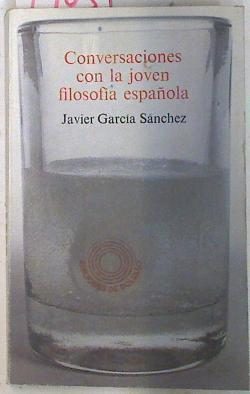 Conversaciones
con la joven
filosofía española
Javier García Sánchez